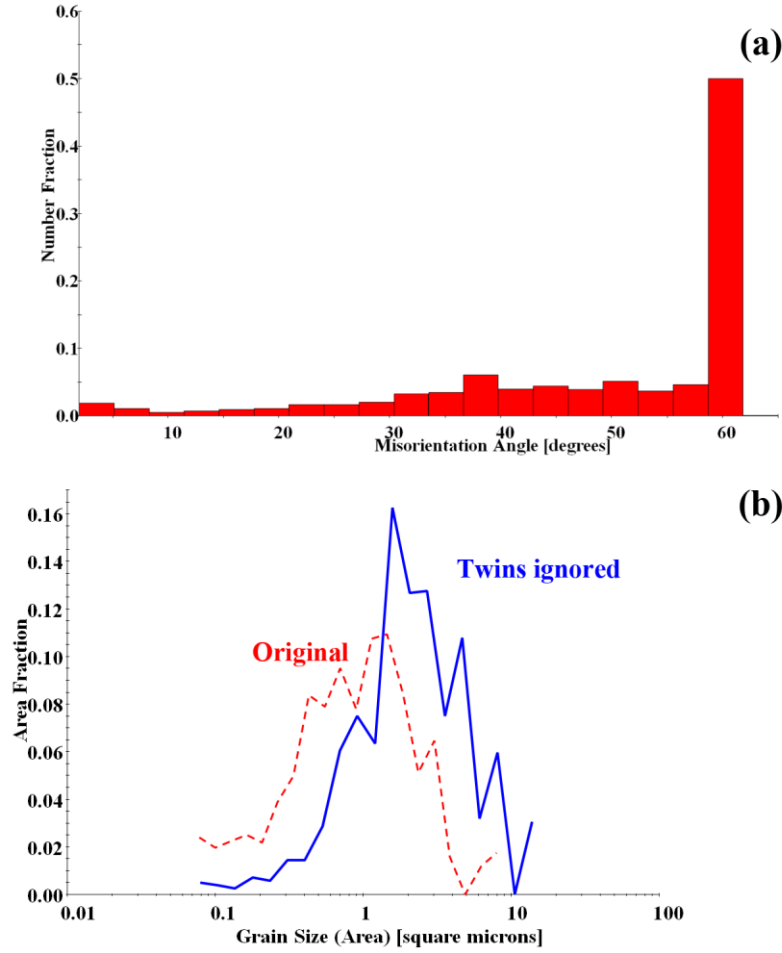 0.6
(a)
0.5
0.4
0.3
0.2
0.1
0.0
Number Fraction
10 20 30 40 50 60
Misorientation Angle [degrees]
(b)
0.16
0.14
0.12
0.10
0.08
0.06
0.04
0.02
0.00
Area Fraction
Twins ignored
Original
0.01 0.1 1 10 100
Grain Size (Area) [square microns]